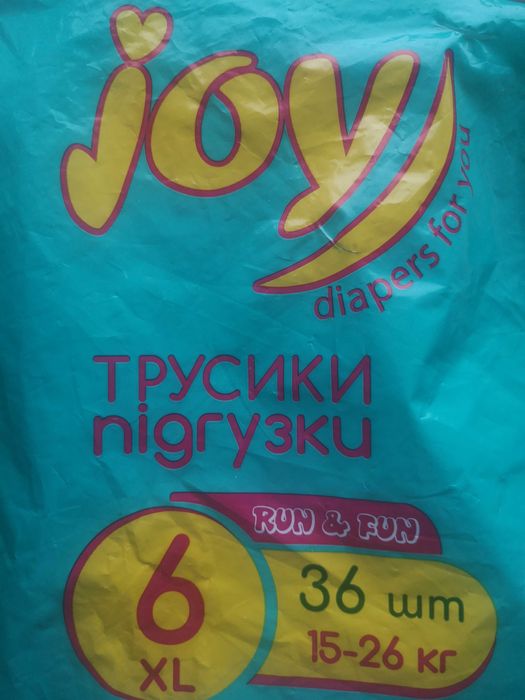 joy
diapers for you
ТРУСИКИ
підгузки
RUN & FUN
6
XL
36 шт
15-26 кг